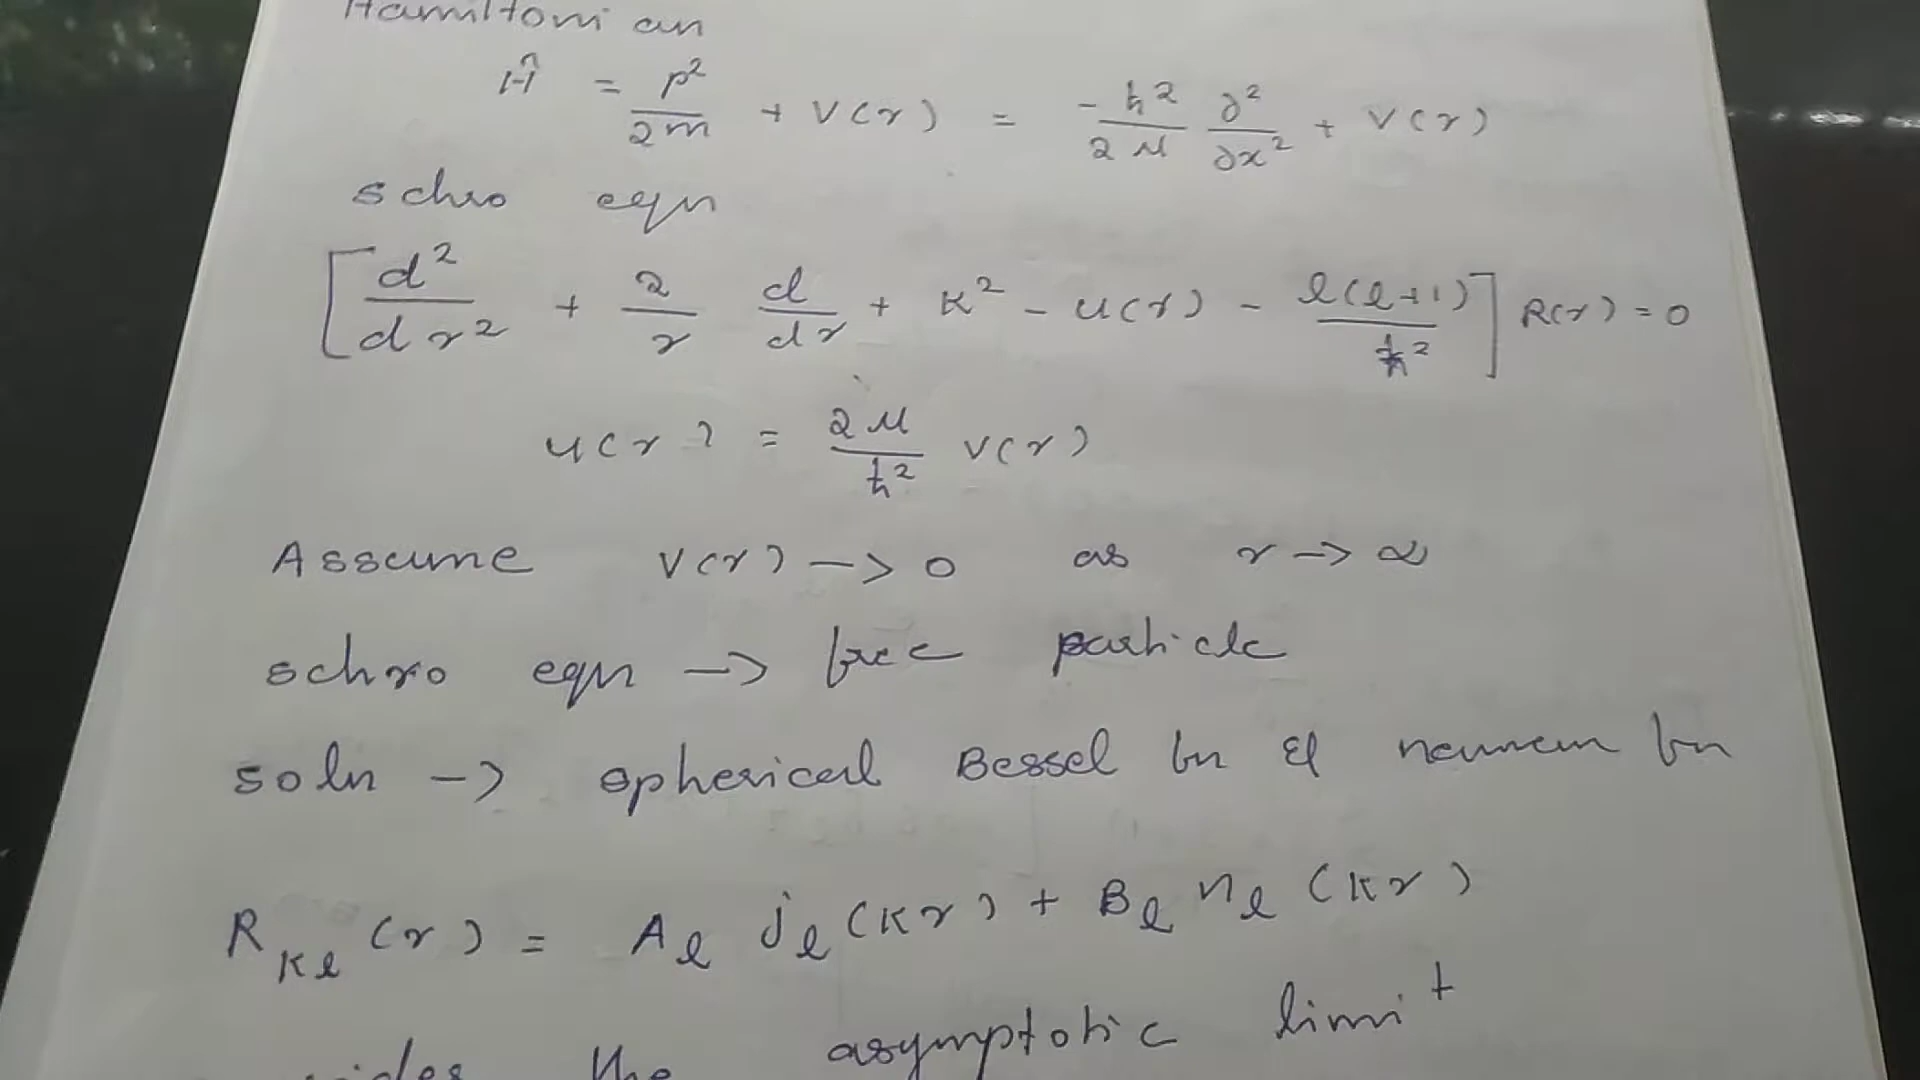 Hamiltonian
Ĥ = p²/2m + V(r) = -ħ²/2μ ∂²/∂x² + V(r)
schro eqn
[d²/dr² + 2/r d/dr + k² - u(r) - l(l+1)/ħ²] R(r) = 0
u(r) = 2μ/ħ² V(r)
Assume V(r) -> 0 as r -> ∞
schro eqn -> free particle
soln -> spherical Bessel fn & neumen fn
R_kl (r) = A_l j_l (kr) + B_l n_l (kr)
the asymptotic limit